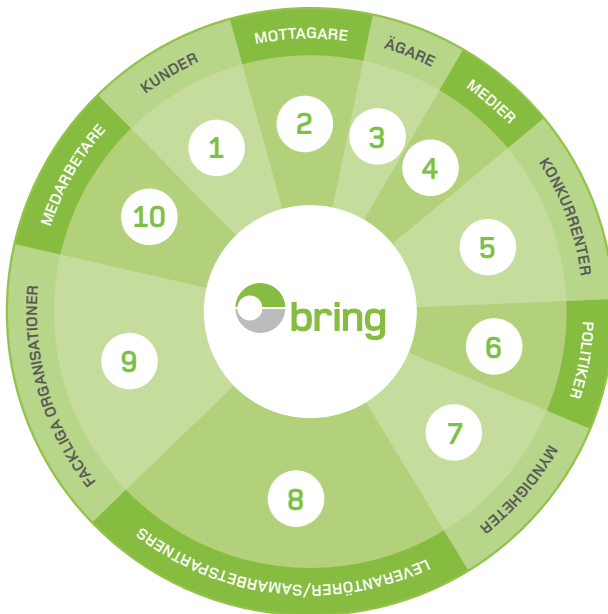 KUNDER
1
MOTTAGARE
2
ÄGARE
3
MEDIER
4
KONKURRENTER
5
POLITIKER
6
MYNDIGHETER
7
LEVERANTÖRER/SAMARBETSPARTNERS
8
FACKLIGA ORGANISATIONER
9
MEDARBETARE
10
bring